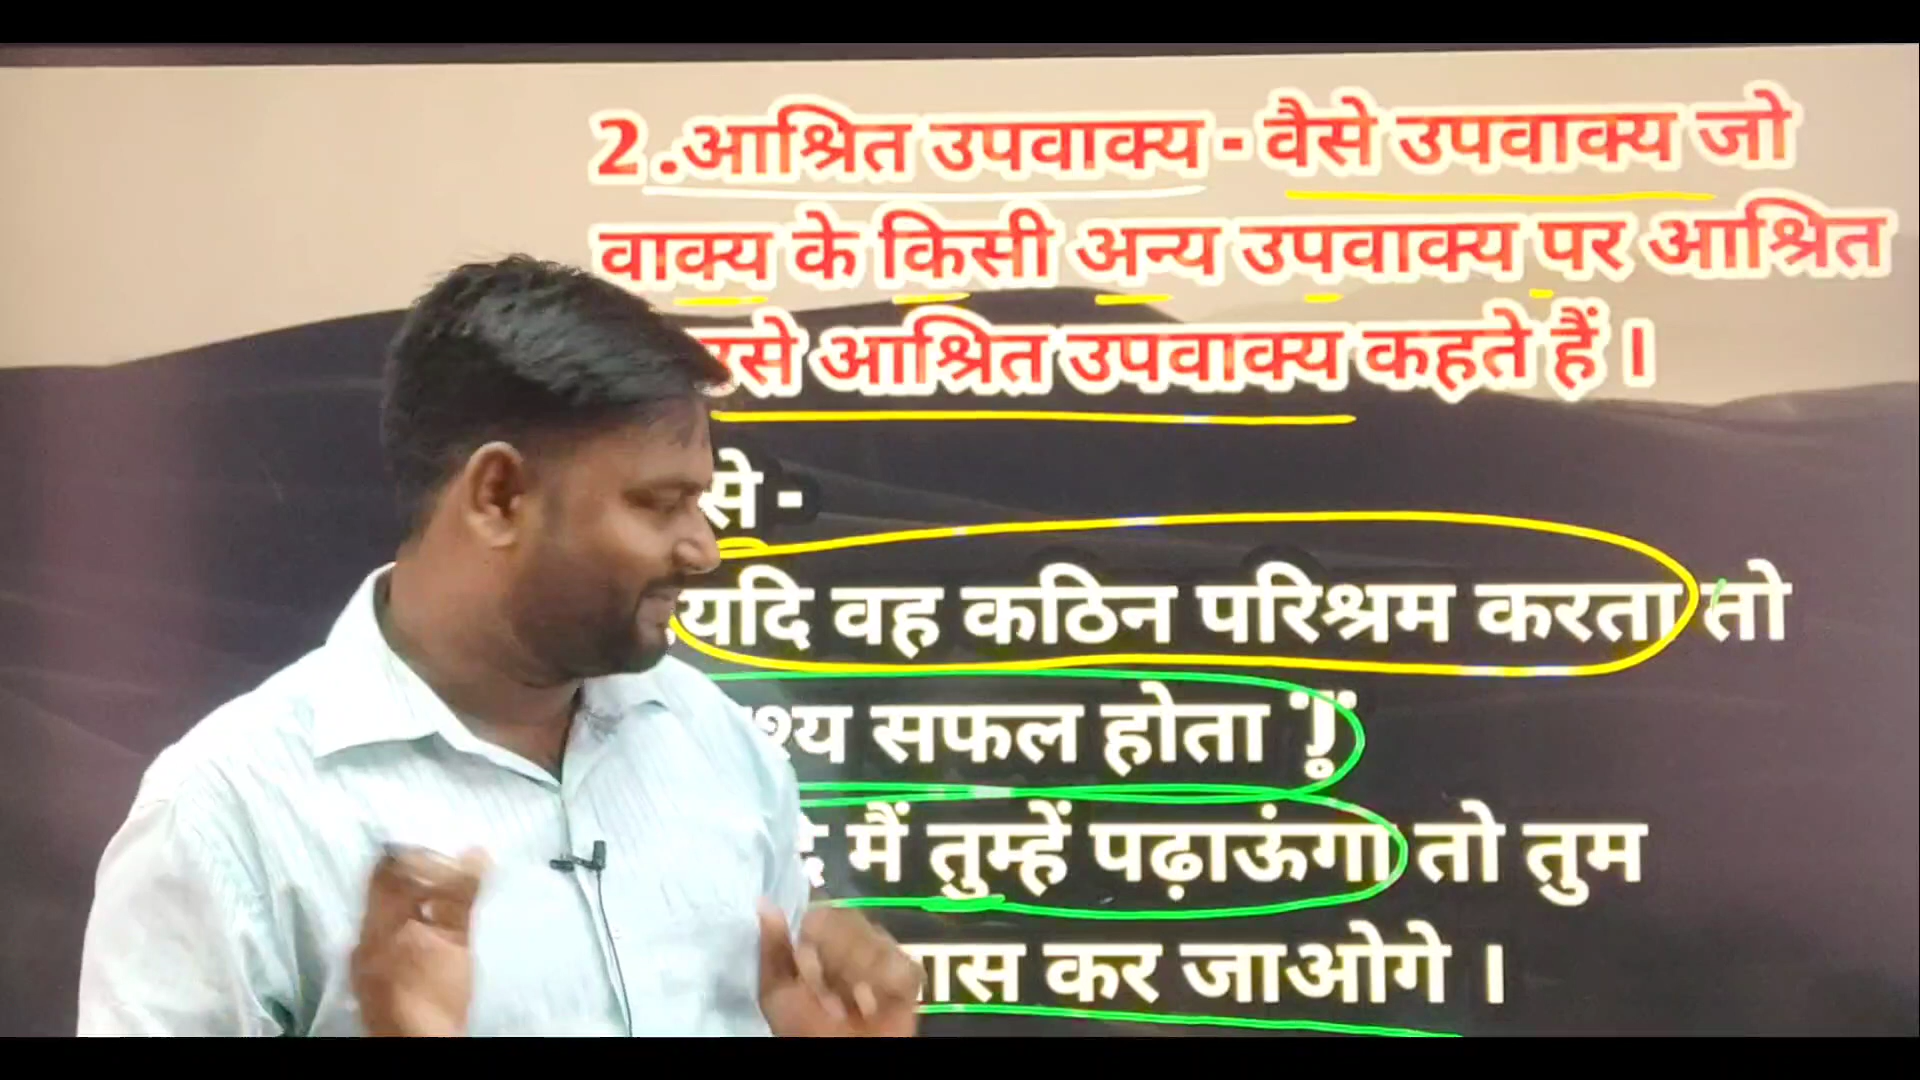 2.आश्रित उपवाक्य - वैसे उपवाक्य जो
वाक्य के किसी अन्य उपवाक्य पर आश्रित
आश्रित उपवाक्य कहते हैं ।
यदि वह कठिन परिश्रम करता तो
सफल होता
मैं तुम्हें पढ़ाऊंगा तो तुम
कर जाओगे ।